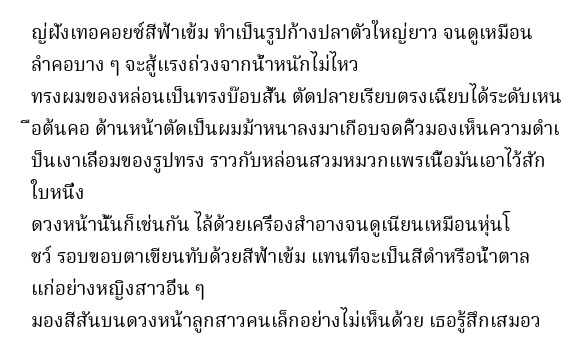 ญ่ฝังเทอคอยซ์สีฟ้าเข้ม ทำเป็นรูปก้างปลาตัวใหญ่ยาว จนดูเหมือน
ลำคอบาง ๆ จะสู้แรงถ่วงจากน้ำหนักไม่ไหว
ทรงผมของหล่อนเป็นทรงบ๊อบสั้น ตัดปลายเรียบตรงเฉียบได้ระดับเหน
ือต้นคอ ด้านหน้าตัดเป็นผมม้าหนาลงมาเกือบจดคิ้วมองเห็นความดำเ
ป็นเงาเลื่อมของรูปทรง ราวกับหล่อนสวมหมวกแพรเนื้อมันเอาไว้สัก
ใบหนึ่ง
ดวงหน้านั้นก็เช่นกัน ไล้ด้วยเครื่องสำอางจนดูเนียนเหมือนหุ่นโ
ชว์ รอบขอบตาเขียนทับด้วยสีฟ้าเข้ม แทนที่จะเป็นสีดำหรือน้ำตาล
แก่อย่างหญิงสาวอื่น ๆ
มองสีสันบนดวงหน้าลูกสาวคนเล็กอย่างไม่เห็นด้วย เธอรู้สึกเสมอว